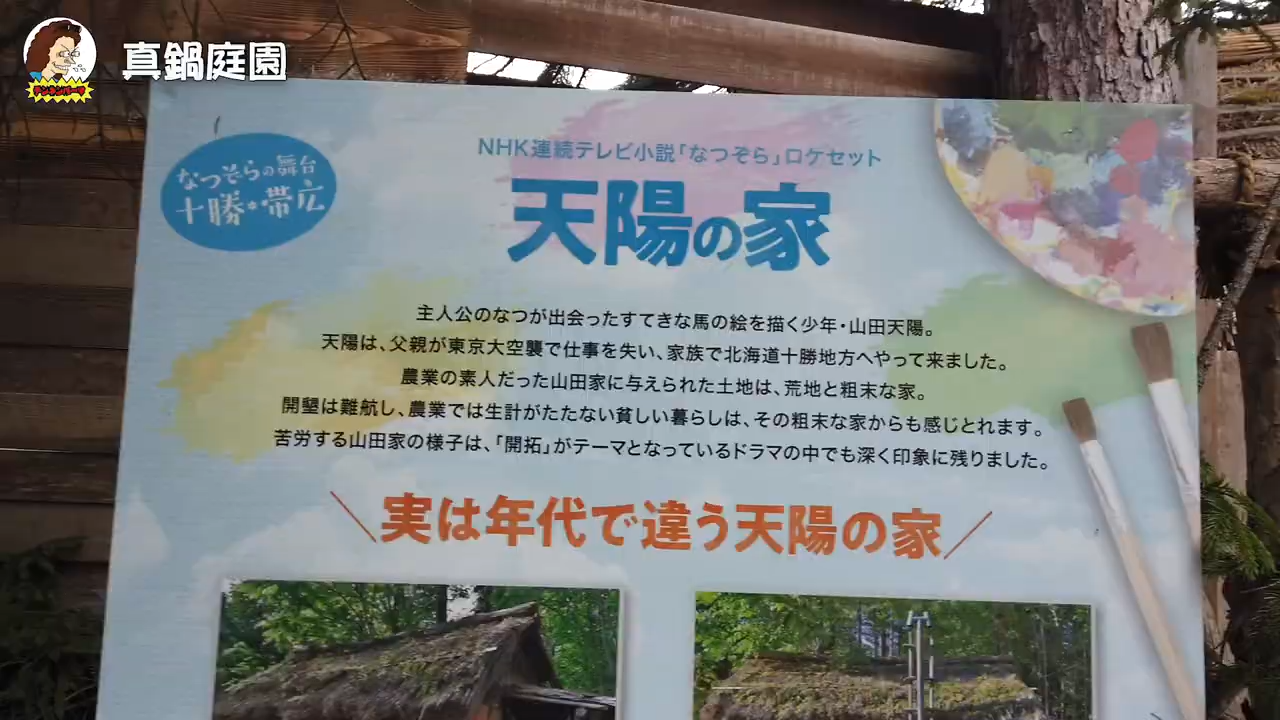 真鍋庭園
なつぞらの舞台
十勝・帯広
NHK連続テレビ小説「なつぞら」ロケセット
天陽の家
主人公のなつが出会ったすてきな馬の絵を描く少年・山田天陽。
天陽は、父親が東京大空襲で仕事を失い、家族で北海道十勝地方へやって来ました。
農業の素人だった山田家に与えられた土地は、荒地と粗末な家。
開墾は難航し、農業では生計がたたない貧しい暮らしは、その粗末な家からも感じとれます。
苦労する山田家の様子は、「開拓」がテーマとなっているドラマの中でも深く印象に残りました。
\実は年代で違う天陽の家/